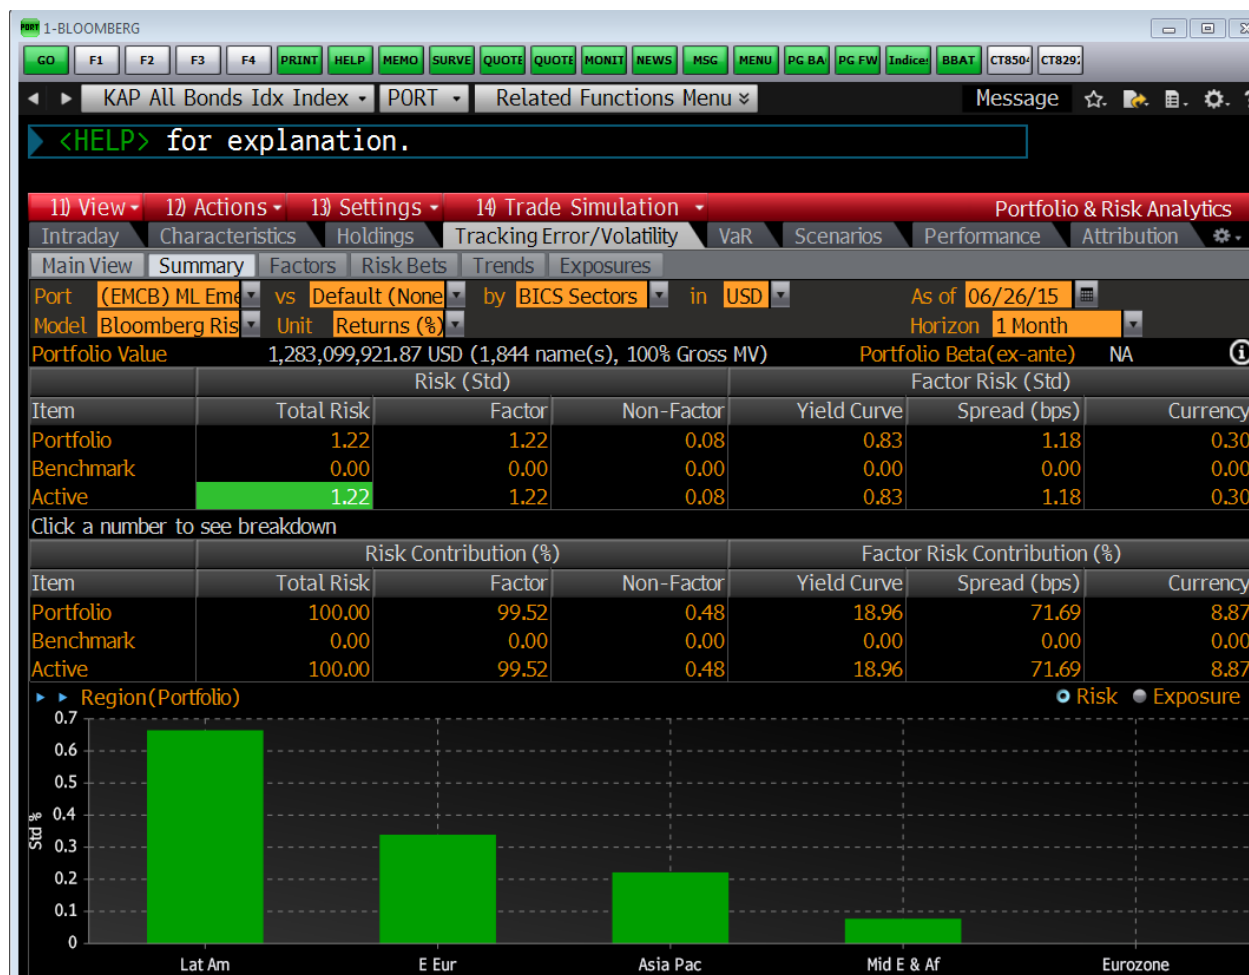 PORT 1-BLOOMBERG
GO F1 F2 F3 F4 PRINT HELP MEMO SURVE QUOTE QUOTE MONIT NEWS MSG MENU PG BA PG FW Indices BBAT CT8504 CT829
KAP All Bonds Idx Index PORT Related Functions Menu Message
<HELP> for explanation.
11) View 12) Actions 13) Settings 14) Trade Simulation Portfolio & Risk Analytics
Intraday Characteristics Holdings Tracking Error/Volatility VaR Scenarios Performance Attribution
Main View Summary Factors Risk Bets Trends Exposures
Port (EMCB) ML Eme vs Default (None by BICS Sectors in USD As of 06/26/15
Model Bloomberg Ris Unit Returns (%) Horizon 1 Month
Portfolio Value 1,283,099,921.87 USD (1,844 name(s), 100% Gross MV) Portfolio Beta(ex-ante) NA
Risk (Std) Factor Risk (Std)
Item Total Risk Factor Non-Factor Yield Curve Spread (bps) Currency
Portfolio 1.22 1.22 0.08 0.83 1.18 0.30
Benchmark 0.00 0.00 0.00 0.00 0.00 0.00
Active 1.22 1.22 0.08 0.83 1.18 0.30
Click a number to see breakdown
Risk Contribution (%) Factor Risk Contribution (%)
Item Total Risk Factor Non-Factor Yield Curve Spread (bps) Currency
Portfolio 100.00 99.52 0.48 18.96 71.69 8.87
Benchmark 0.00 0.00 0.00 0.00 0.00 0.00
Active 100.00 99.52 0.48 18.96 71.69 8.87
Region(Portfolio) Risk Exposure
0.7
0.6
0.5
0.4
0.3
0.2
0.1
0
Std %
Lat Am E Eur Asia Pac Mid E & Af Eurozone